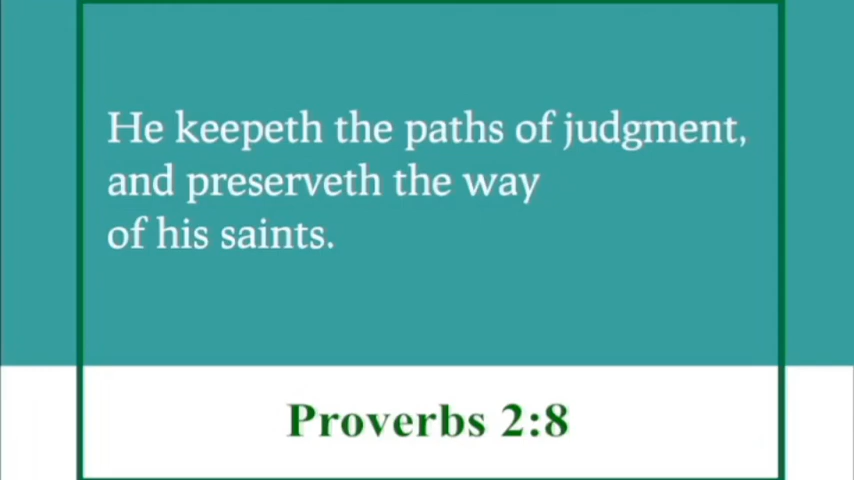 He keepeth the paths of judgment,
and preserveth the way
of his saints.
Proverbs 2:8